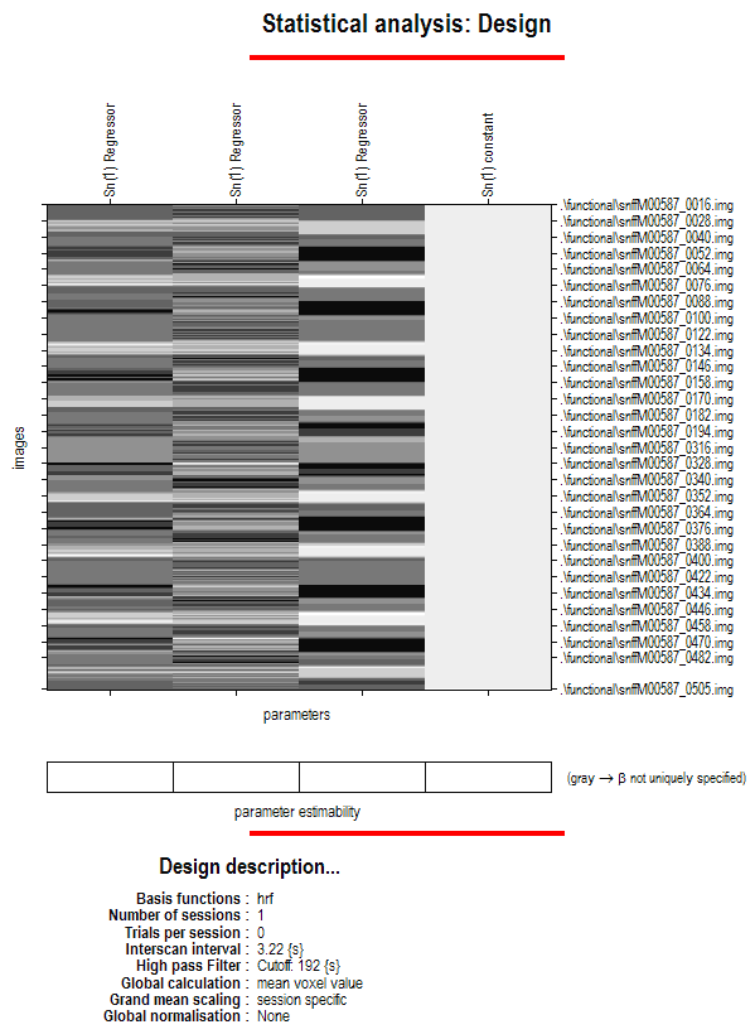 Statistical analysis: Design
Sn(1) Regressor
Sn(1) Regressor
Sn(1) Regressor
Sn(1) constant
images
.\functional\snffM00587_0016.img
.\functional\snffM00587_0028.img
.\functional\snffM00587_0040.img
.\functional\snffM00587_0052.img
.\functional\snffM00587_0064.img
.\functional\snffM00587_0076.img
.\functional\snffM00587_0088.img
.\functional\snffM00587_0100.img
.\functional\snffM00587_0122.img
.\functional\snffM00587_0134.img
.\functional\snffM00587_0146.img
.\functional\snffM00587_0158.img
.\functional\snffM00587_0170.img
.\functional\snffM00587_0182.img
.\functional\snffM00587_0194.img
.\functional\snffM00587_0316.img
.\functional\snffM00587_0328.img
.\functional\snffM00587_0340.img
.\functional\snffM00587_0352.img
.\functional\snffM00587_0364.img
.\functional\snffM00587_0376.img
.\functional\snffM00587_0388.img
.\functional\snffM00587_0400.img
.\functional\snffM00587_0422.img
.\functional\snffM00587_0434.img
.\functional\snffM00587_0446.img
.\functional\snffM00587_0458.img
.\functional\snffM00587_0470.img
.\functional\snffM00587_0482.img
.\functional\snffM00587_0505.img
parameters
(gray → β not uniquely specified)
parameter estimability
Design description...
Basis functions : hrf
Number of sessions : 1
Trials per session : 0
Interscan interval : 3.22 {s}
High pass Filter : Cutoff: 192 {s}
Global calculation : mean voxel value
Grand mean scaling : session specific
Global normalisation : None